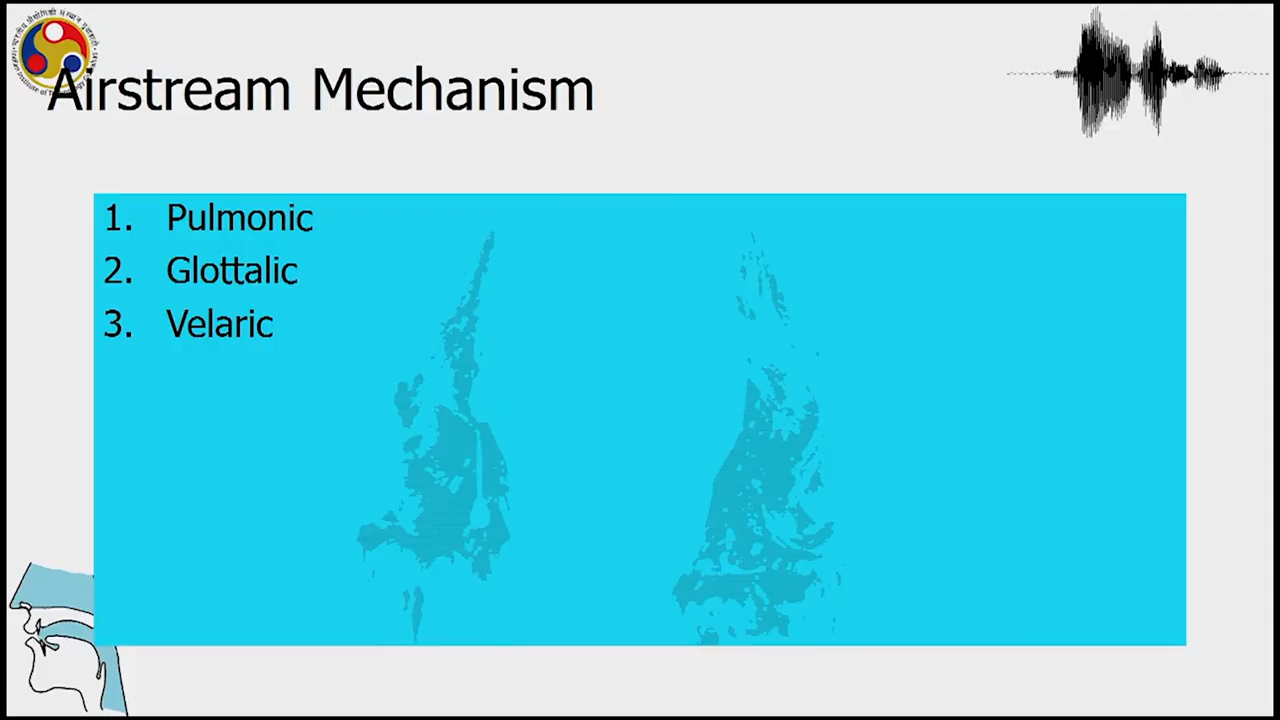 Airstream Mechanism
1. Pulmonic
2. Glottalic
3. Velaric